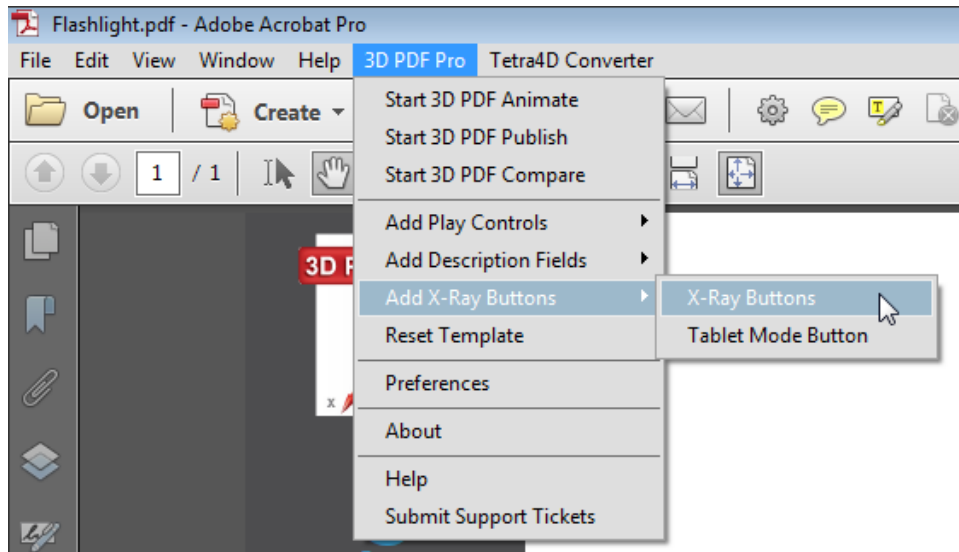 Flashlight.pdf - Adobe Acrobat Pro
File Edit View Window Help 3D PDF Pro Tetra4D Converter
Open Create
1 / 1
Start 3D PDF Animate
Start 3D PDF Publish
Start 3D PDF Compare
Add Play Controls
Add Description Fields
Add X-Ray Buttons
Reset Template
Preferences
About
Help
Submit Support Tickets
X-Ray Buttons
Tablet Mode Button
3D
x
T